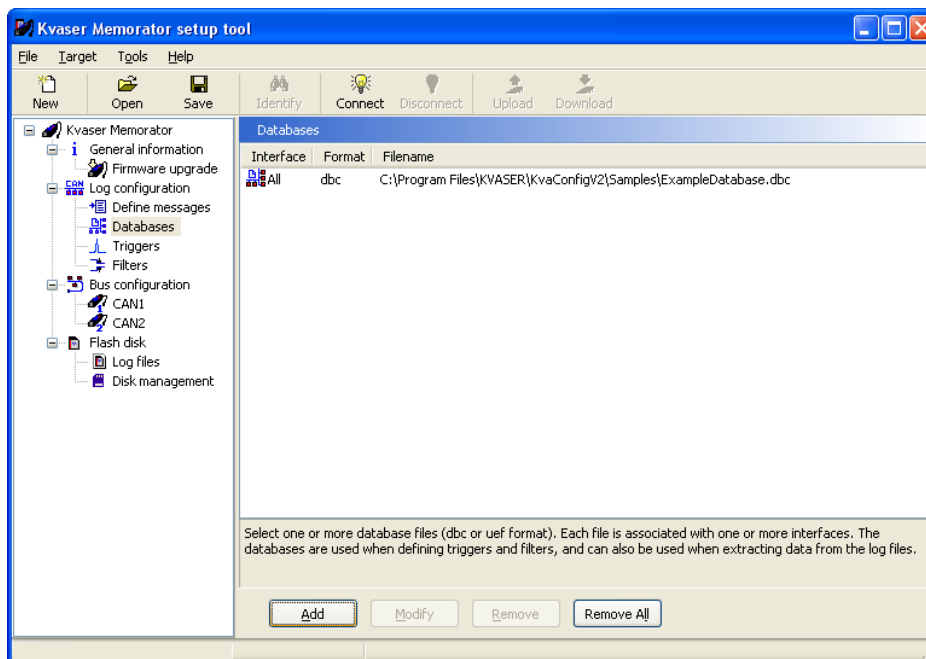 Kvaser Memorator setup tool
File Target Tools Help
New Open Save Identify Connect Disconnect Upload Download
Kvaser Memorator
General information
Firmware upgrade
Log configuration
Define messages
Databases
Triggers
Filters
Bus configuration
CAN1
CAN2
Flash disk
Log files
Disk management
Databases
Interface Format Filename
All dbc C:\Program Files\KVASER\KvaConfigV2\Samples\ExampleDatabase.dbc
Select one or more database files (dbc or uef format). Each file is associated with one or more interfaces. The
databases are used when defining triggers and filters, and can also be used when extracting data from the log files.
Add Modify Remove Remove All